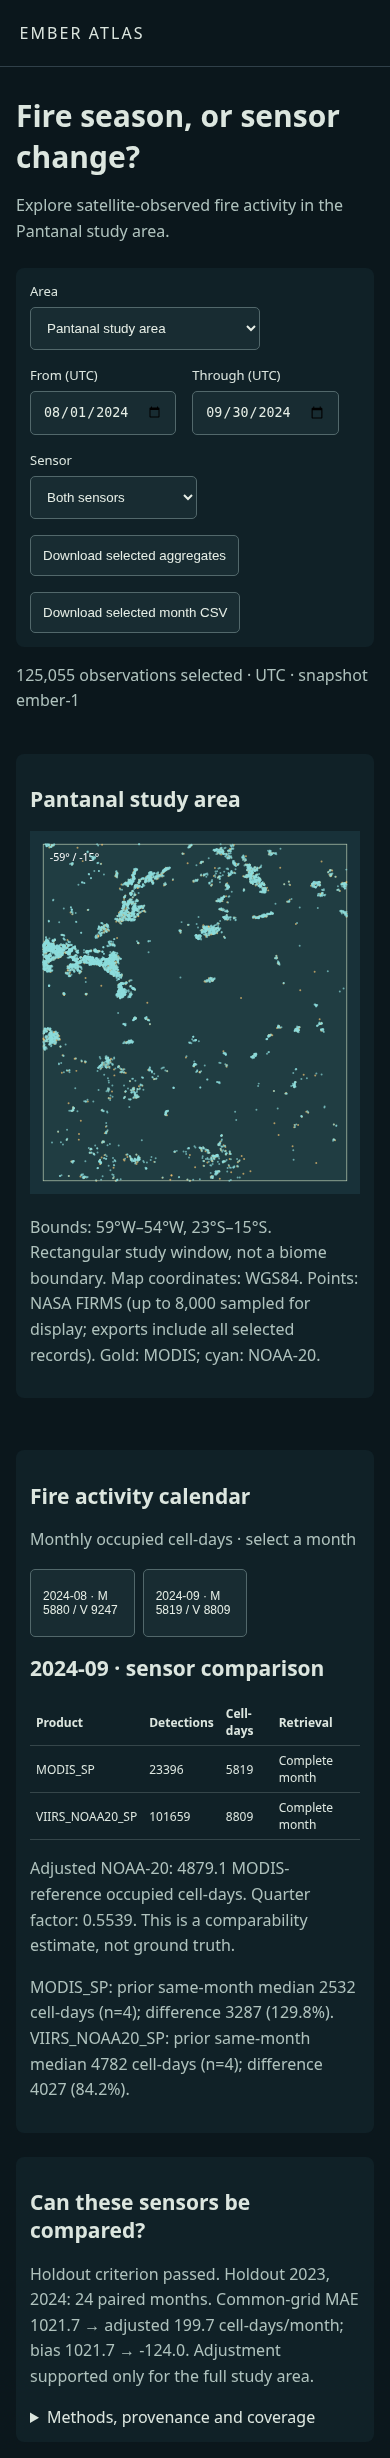 EMBER ATLAS
Fire season, or sensor
change?
Explore satellite-observed fire activity in the
Pantanal study area.
Area
Pantanal study area
From (UTC)
Through (UTC)
08/01/2024
09/30/2024
Sensor
Both sensors
Download selected aggregates
Download selected month CSV
125,055 observations selected · UTC · snapshot
ember-1
Pantanal study area
-59° / -15°
Bounds: 59°W–54°W, 23°S–15°S.
Rectangular study window, not a biome
boundary. Map coordinates: WGS84. Points:
NASA FIRMS (up to 8,000 sampled for
display; exports include all selected
records). Gold: MODIS; cyan: NOAA-20.
Fire activity calendar
Monthly occupied cell-days · select a month
2024-08 · M
5880 / V 9247
2024-09 · M
5819 / V 8809
2024-09 · sensor comparison
Product Detections Cell-days Retrieval
MODIS_SP 23396 5819 Complete month
VIIRS_NOAA20_SP 101659 8809 Complete month
Adjusted NOAA-20: 4879.1 MODIS-
reference occupied cell-days. Quarter
factor: 0.5539. This is a comparability
estimate, not ground truth.
MODIS_SP: prior same-month median 2532
cell-days (n=4); difference 3287 (129.8%).
VIIRS_NOAA20_SP: prior same-month
median 4782 cell-days (n=4); difference
4027 (84.2%).
Can these sensors be
compared?
Holdout criterion passed. Holdout 2023,
2024: 24 paired months. Common-grid MAE
1021.7 → adjusted 199.7 cell-days/month;
bias 1021.7 → -124.0. Adjustment
supported only for the full study area.
Methods, provenance and coverage